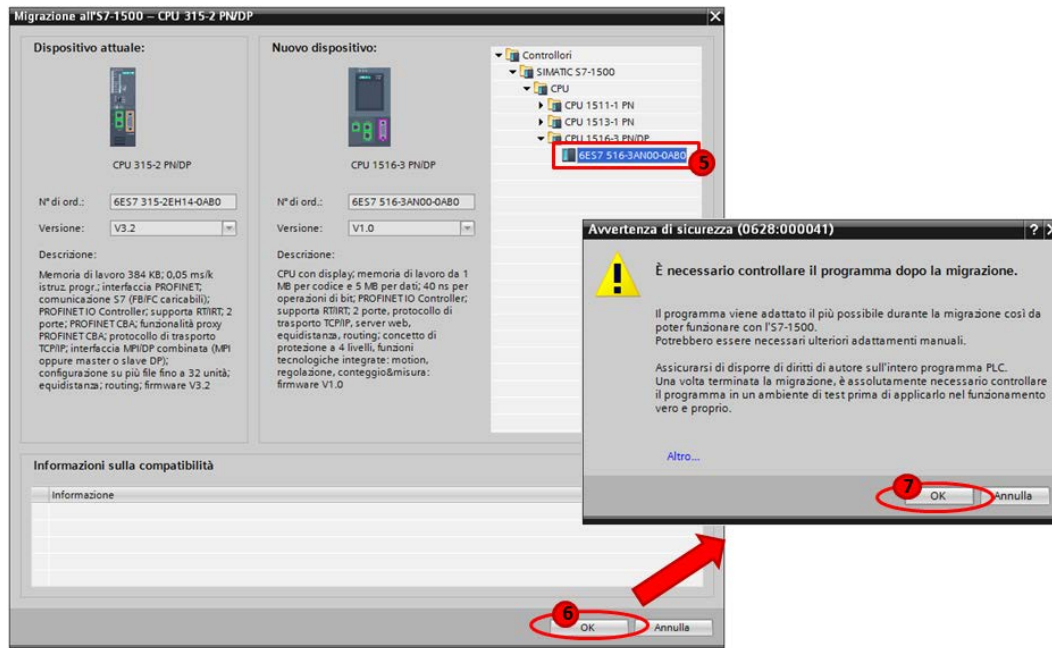 Migrazione all'S7-1500 – CPU 315-2 PN/DP
Dispositivo attuale:
CPU 315-2 PN/DP
N° di ord.: 6ES7 315-2EH14-0AB0
Versione: V3.2
Descrizione:
Memoria di lavoro 384 KB; 0,05 ms/k
istruz. progr.; interfaccia PROFINET;
comunicazione S7 (FB/FC caricabili);
PROFINET IO Controller; supporta RT/IRT; 2
porte; PROFINET CBA; funzionalità proxy
PROFINET CBA; protocollo di trasporto
TCP/IP; interfaccia MPI/DP combinata (MPI
oppure master o slave DP);
configurazione su più file fino a 32 unità;
equidistanza; routing; firmware V3.2
Nuovo dispositivo:
CPU 1516-3 PN/DP
N° di ord.: 6ES7 516-3AN00-0AB0
Versione: V1.0
Descrizione:
CPU con display; memoria di lavoro da 1
MB per codice e 5 MB per dati; 40 ns per
operazioni di bit; PROFINET IO Controller;
supporta RT/IRT; 2 porte, protocollo di
trasporto TCP/IP, server web,
equidistanza, routing; concetto di
protezione a 4 livelli, funzioni
tecnologiche integrate: motion,
regolazione, conteggio&misura:
firmware V1.0
Controllori
SIMATIC S7-1500
CPU
CPU 1511-1 PN
CPU 1513-1 PN
CPU 1516-3 PN/DP
6ES7 516-3AN00-0AB0
5
Informazioni sulla compatibilità
Informazione
6
OK
Annulla
Avvertenza di sicurezza (0628:000041)
È necessario controllare il programma dopo la migrazione.
Il programma viene adattato il più possibile durante la migrazione così da
poter funzionare con l'S7-1500.
Potrebbero essere necessari ulteriori adattamenti manuali.
Assicurarsi di disporre di diritti di autore sull'intero programma PLC.
Una volta terminata la migrazione, è assolutamente necessario controllare
il programma in un ambiente di test prima di applicarlo nel funzionamento
vero e proprio.
Altro...
7
OK
Annulla